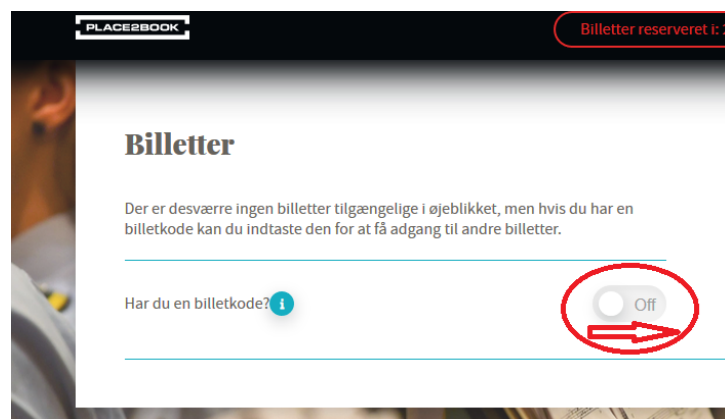 PLACE2BOOK
Billetter reserveret i:
Billetter
Der er desværre ingen billetter tilgængelige i øjeblikket, men hvis du har en
billetkode kan du indtaste den for at få adgang til andre billetter.
Har du en billetkode? i
Off